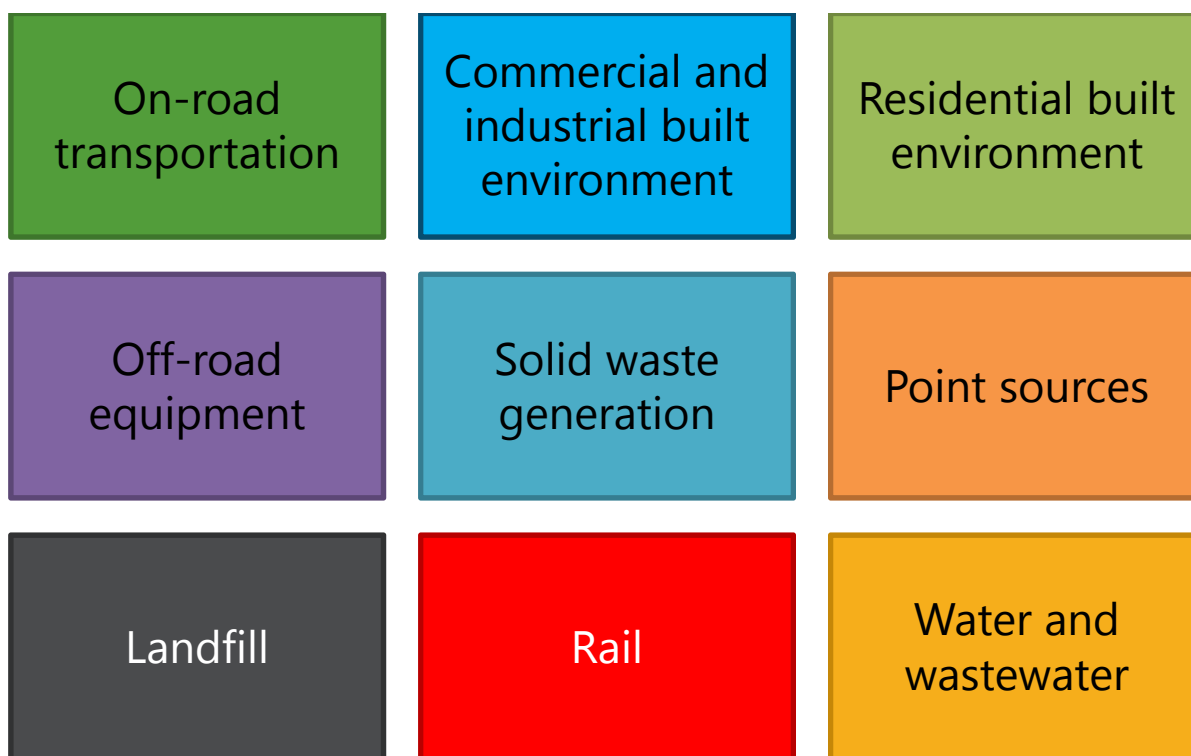 On-road
transportation
Commercial and
industrial built
environment
Residential built
environment
Off-road
equipment
Solid waste
generation
Point sources
Landfill
Rail
Water and
wastewater